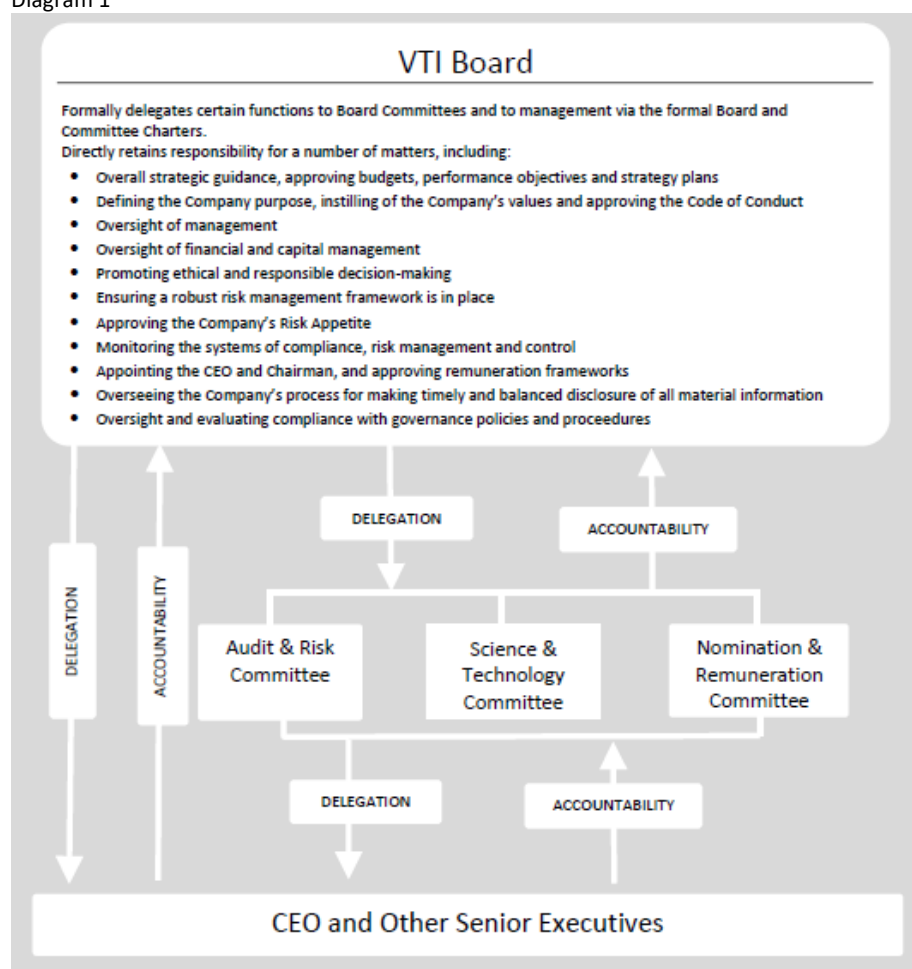 Diagram 1
VTI Board
Formally delegates certain functions to Board Committees and to management via the formal Board and
Committee Charters.
Directly retains responsibility for a number of matters, including:
• Overall strategic guidance, approving budgets, performance objectives and strategy plans
• Defining the Company purpose, instilling of the Company's values and approving the Code of Conduct
• Oversight of management
• Oversight of financial and capital management
• Promoting ethical and responsible decision-making
• Ensuring a robust risk management framework is in place
• Approving the Company's Risk Appetite
• Monitoring the systems of compliance, risk management and control
• Appointing the CEO and Chairman, and approving remuneration frameworks
• Overseeing the Company's process for making timely and balanced disclosure of all material information
• Oversight and evaluating compliance with governance policies and proceedures
DELEGATION
ACCOUNTABILITY
DELEGATION
ACCOUNTABILITY
Audit & Risk
Committee
Science &
Technology
Committee
Nomination &
Remuneration
Committee
DELEGATION
ACCOUNTABILITY
CEO and Other Senior Executives